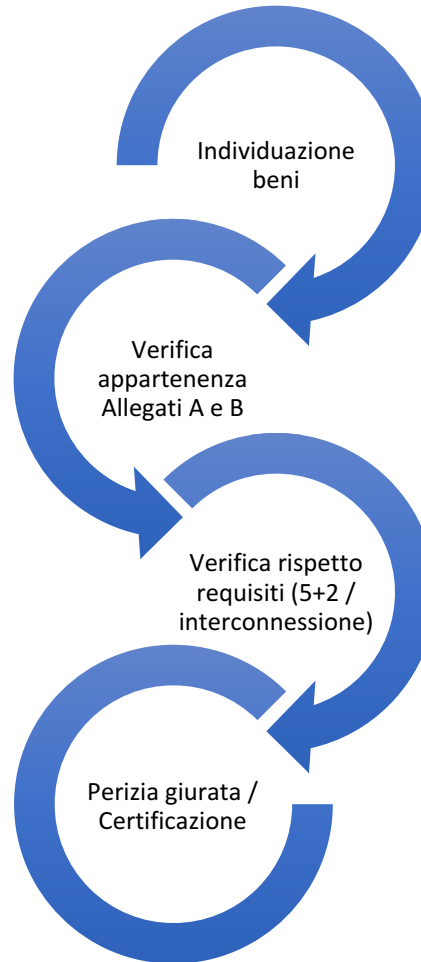 Individuazione
beni
Verifica
appartenenza
Allegati A e B
Verifica rispetto
requisiti (5+2 /
interconnessione)
Perizia giurata /
Certificazione